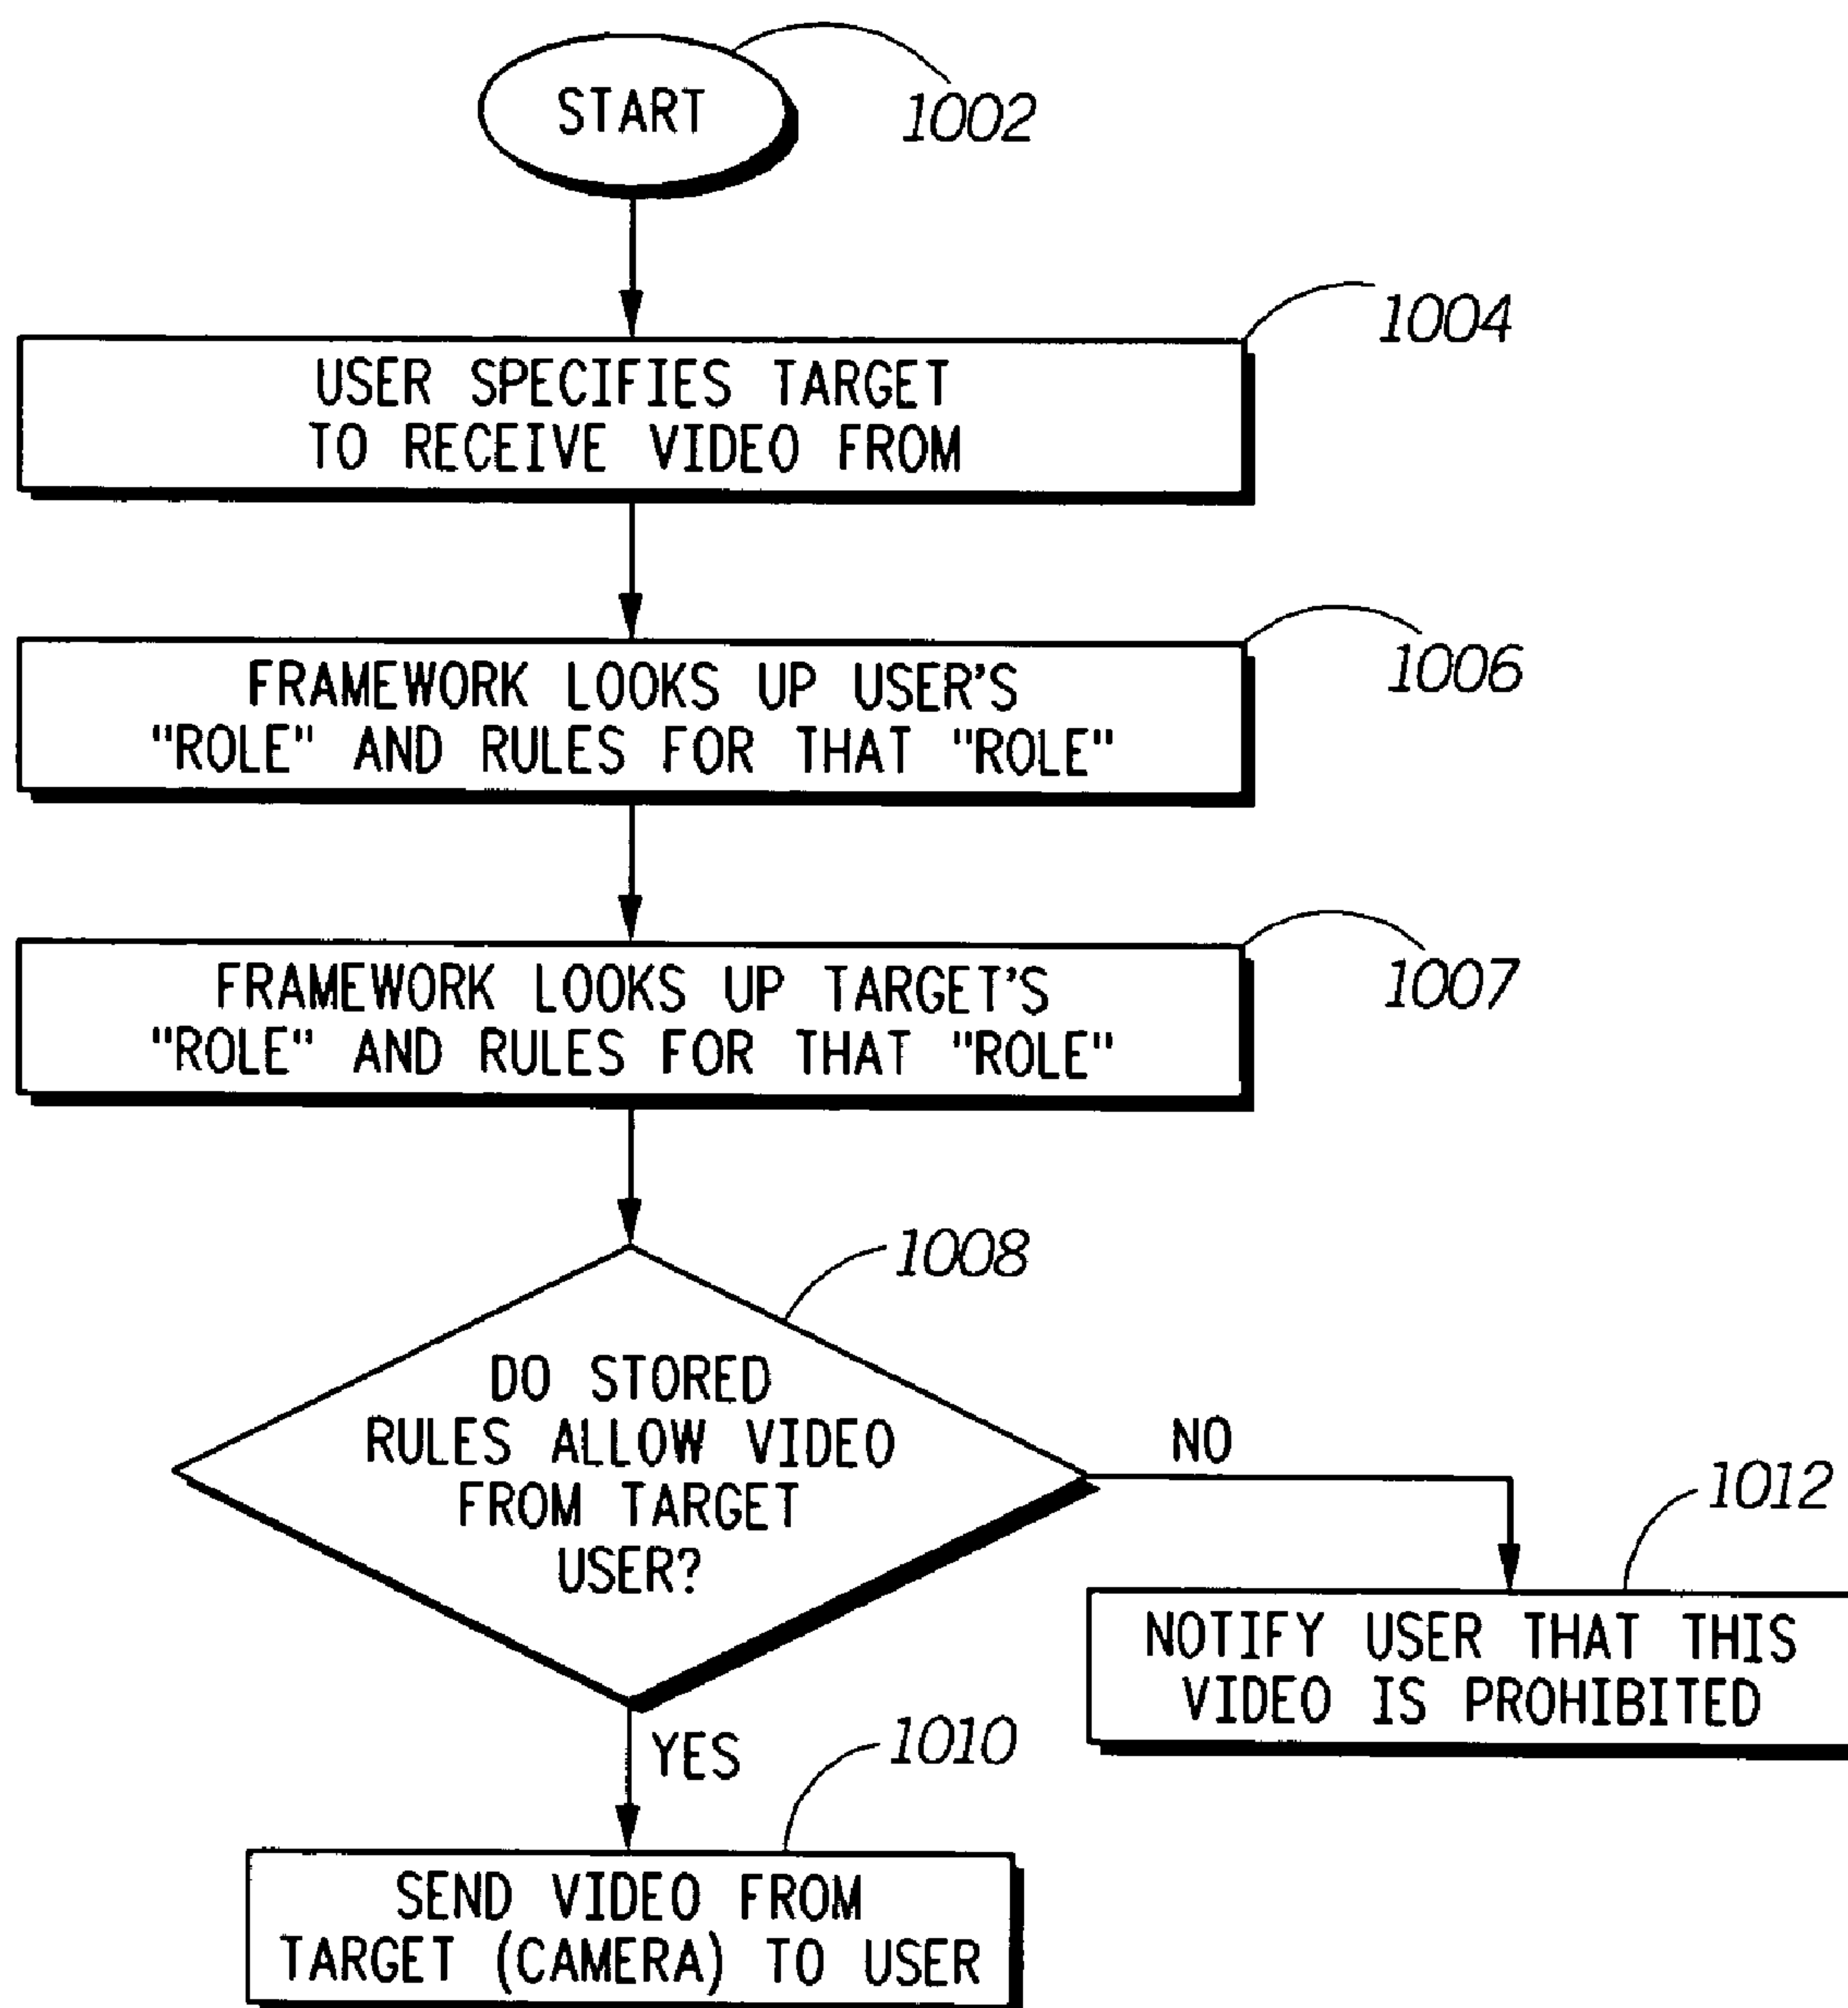 START
1002
1004
USER SPECIFIES TARGET
TO RECEIVE VIDEO FROM
1006
FRAMEWORK LOOKS UP USER'S
"ROLE" AND RULES FOR THAT "ROLE"
1007
FRAMEWORK LOOKS UP TARGET'S
"ROLE" AND RULES FOR THAT "ROLE"
1008
DO STORED
RULES ALLOW VIDEO
FROM TARGET
USER?
NO
1012
NOTIFY USER THAT THIS
VIDEO IS PROHIBITED
YES
1010
SEND VIDEO FROM
TARGET (CAMERA) TO USER